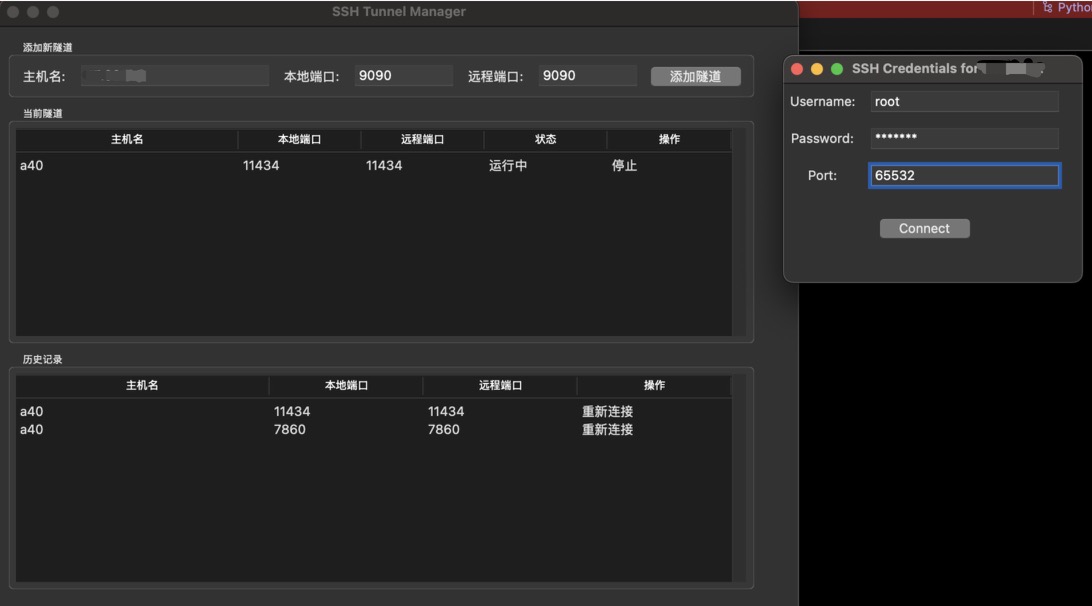 SSH Tunnel Manager
Pytho
添加新隧道
主机名:
本地端口: 9090 远程端口: 9090 添加隧道
当前隧道
主机名 本地端口 远程端口 状态 操作
a40 11434 11434 运行中 停止
历史记录
主机名 本地端口 远程端口 操作
a40 11434 11434 重新连接
a40 7860 7860 重新连接
SSH Credentials for
Username: root
Password: *******
Port: 65532
Connect